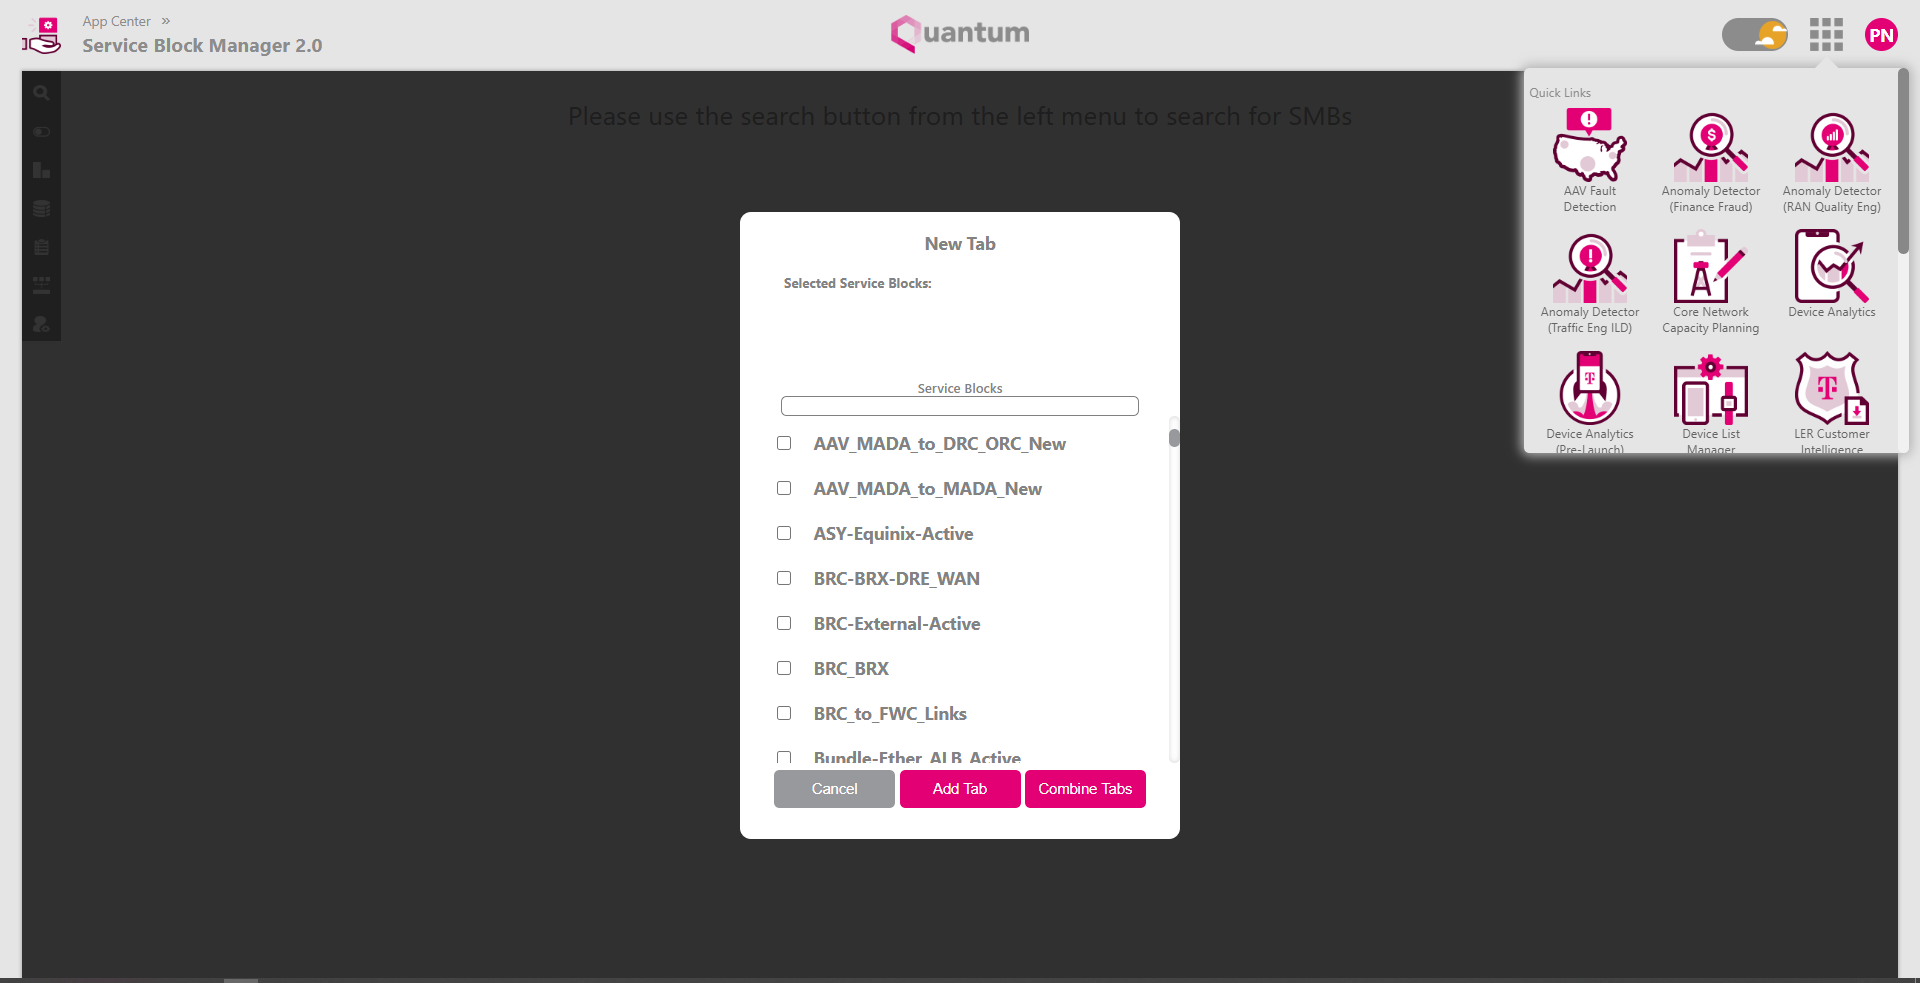 App Center »
Service Block Manager 2.0
Quantum
PN
Please use the search button from the left menu to search for SMBs
Quick Links
AAV Fault
Detection
Anomaly Detector
(Finance Fraud)
Anomaly Detector
(RAN Quality Eng)
Anomaly Detector
(Traffic Eng ILD)
Core Network
Capacity Planning
Device Analytics
Device Analytics
(Pre-Launch)
Device List
Manager
LER Customer
Intelligence
New Tab
Selected Service Blocks:
Service Blocks
AAV_MADA_to_DRC_ORC_New
AAV_MADA_to_MADA_New
ASY-Equinix-Active
BRC-BRX-DRE_WAN
BRC-External-Active
BRC_BRX
BRC_to_FWC_Links
Bundle-Ether_ALB_Active
Cancel
Add Tab
Combine Tabs